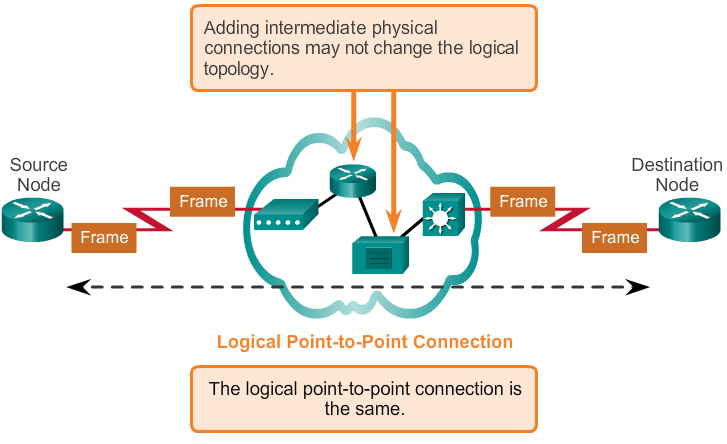 Adding intermediate physical
connections may not change the logical
topology.
Source
Node
Destination
Node
Frame
Frame
Frame
Frame
Logical Point-to-Point Connection
The logical point-to-point connection is
the same.